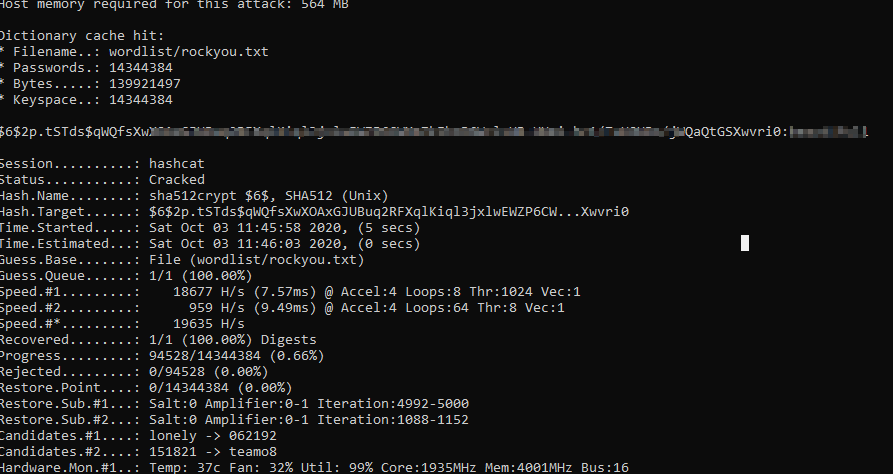 Host memory required for this attack: 564 MB
Dictionary cache hit:
* Filename..: wordlist/rockyou.txt
* Passwords.: 14344384
* Bytes.....: 139921497
* Keyspace..: 14344384
$6$2p.tSTds$qWQfsXwX WQaQtGSXwvri0:
Session..........: hashcat
Status...........: Cracked
Hash.Name........: sha512crypt $6$, SHA512 (Unix)
Hash.Target......: $6$2p.tSTds$qWQfsXwXOAxGJUBuq2RFXqlKiql3jxlwEWZP6CW...Xwvri0
Time.Started.....: Sat Oct 03 11:45:58 2020, (5 secs)
Time.Estimated...: Sat Oct 03 11:46:03 2020, (0 secs)
Guess.Base.......: File (wordlist/rockyou.txt)
Guess.Queue......: 1/1 (100.00%)
Speed.#1.........:    18677 H/s (7.57ms) @ Accel:4 Loops:8 Thr:1024 Vec:1
Speed.#2.........:      959 H/s (9.49ms) @ Accel:4 Loops:64 Thr:8 Vec:1
Speed.#*.........:    19635 H/s
Recovered........: 1/1 (100.00%) Digests
Progress.........: 94528/14344384 (0.66%)
Rejected.........: 0/94528 (0.00%)
Restore.Point....: 0/14344384 (0.00%)
Restore.Sub.#1...: Salt:0 Amplifier:0-1 Iteration:4992-5000
Restore.Sub.#2...: Salt:0 Amplifier:0-1 Iteration:1088-1152
Candidates.#1....: lonely -> 062192
Candidates.#2....: 151821 -> teamo8
Hardware.Mon.#1..: Temp: 37c Fan: 32% Util: 99% Core:1935MHz Mem:4001MHz Bus:16